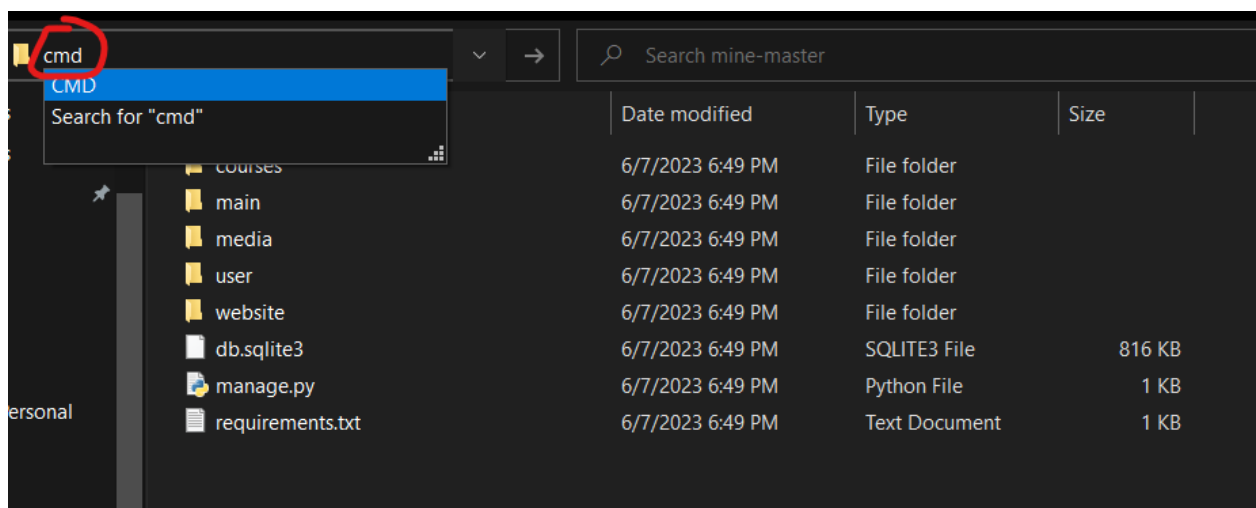 cmd
Search mine-master
CMD
Search for "cmd"
Date modified Type Size
courses 6/7/2023 6:49 PM File folder
main 6/7/2023 6:49 PM File folder
media 6/7/2023 6:49 PM File folder
user 6/7/2023 6:49 PM File folder
website 6/7/2023 6:49 PM File folder
db.sqlite3 6/7/2023 6:49 PM SQLITE3 File 816 KB
manage.py 6/7/2023 6:49 PM Python File 1 KB
ersonal
requirements.txt 6/7/2023 6:49 PM Text Document 1 KB